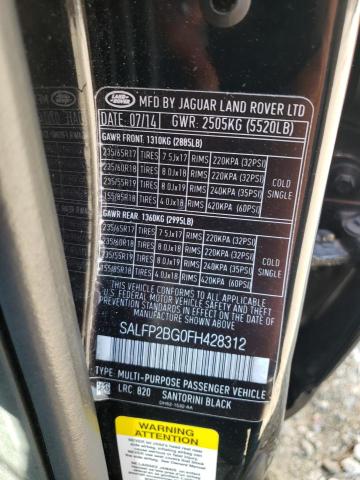 LAND ROVER
MFD BY JAGUAR LAND ROVER LTD
DATE: 07/14 GWR: 2505KG (5520LB)
GAWR FRONT: 1310KG (2885LB)
235/65R17 TIRES 7.5Jx17 RIMS 220KPA (32PSI)
235/60R18 TIRES 8.0Jx18 RIMS 220KPA (32PSI) COLD
235/55R19 TIRES 8.0Jx19 RIMS 240KPA (35PSI) SINGLE
155/85R18 TIRES 4.0Jx18 RIMS 420KPA (60PSI)
GAWR REAR: 1360KG (2995LB)
235/65R17 TIRES 7.5Jx17 RIMS 220KPA (32PSI)
235/60R18 TIRES 8.0Jx18 RIMS 220KPA (32PSI) COLD
235/55R19 TIRES 8.0Jx19 RIMS 240KPA (35PSI) SINGLE
155/85R18 TIRES 4.0Jx18 RIMS 420KPA (60PSI)
THIS VEHICLE CONFORMS TO ALL APPLICABLE
FEDERAL MOTOR VEHICLE SAFETY
AND THEFT PREVENTION STANDARDS IN EFFECT
ON THE DATE OF MANUFACTURE SHOWN ABOVE
SALFP2BG0FH428312
TYPE: MULTI-PURPOSE PASSENGER VEHICLE
LRC: 820 SANTORINI BLACK